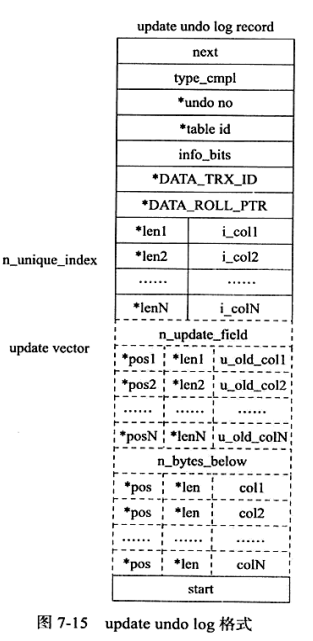 update undo log record
next
type_cmpl
*undo no
*table id
info_bits
*DATA_TRX_ID
*DATA_ROLL_PTR
*len1 i_col1
n_unique_index *len2 i_col2
…… ……
*lenN i_colN
n_update_field
update vector *pos1 *len1 u_old_col1
*pos2 *len2 u_old_col2
…… …… ……
*posN *lenN u_old_colN
n_bytes_below
*pos *len col1
*pos *len col2
…… …… ……
*pos *len colN
start
图 7-15 update undo log 格式